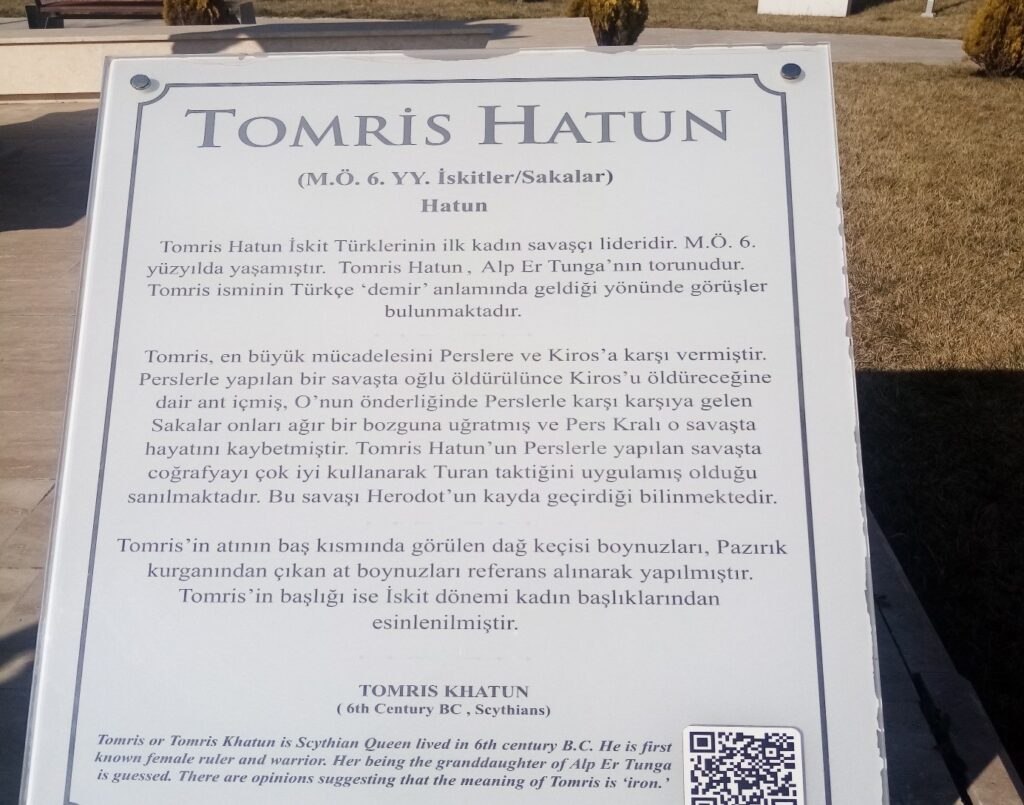 TOMRİS HATUN
(M.Ö. 6. YY. İskitler/Sakalar)
Hatun
Tomris Hatun İskit Türklerinin ilk kadın savaşçı lideridir. M.Ö. 6.
yüzyılda yaşamıştır. Tomris Hatun , Alp Er Tunga’nın torunudur.
Tomris isminin Türkçe ‘demir’ anlamında geldiği yönünde görüşler
bulunmaktadır.
Tomris, en büyük mücadelesini Perslere ve Kiros’a karşı vermiştir.
Perslerle yapılan bir savaşta oğlu öldürülünce Kiros’u öldüreceğine
dair ant içmiş, O’nun önderliğinde Perslerle karşı karşıya gelen
Sakalar onları ağır bir bozguna uğratmış ve Pers Kralı o savaşta
hayatını kaybetmiştir. Tomris Hatun’un Perslerle yapılan savaşta
coğrafyayı çok iyi kullanarak Turan taktiğini uygulamış olduğu
sanılmaktadır. Bu savaşı Herodot’un kayda geçirdiği bilinmektedir.
Tomris’in atının baş kısmında görülen dağ keçisi boynuzları, Pazırık
kurganından çıkan at boynuzları referans alınarak yapılmıştır.
Tomris’in başlığı ise İskit dönemi kadın başlıklarından
esinlenilmiştir.
TOMRIS KHATUN
( 6th Century BC , Scythians)
Tomris or Tomris Khatun is Scythian Queen lived in 6th century B.C. He is first
known female ruler and warrior. Her being the granddaughter of Alp Er Tunga
is guessed. There are opinions suggesting that the meaning of Tomris is ‘iron.’